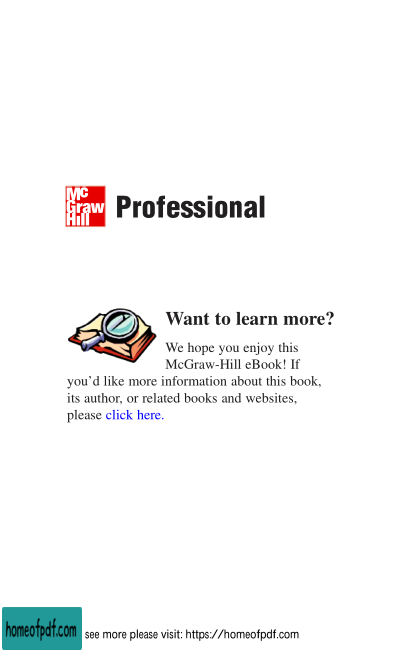 Mc
Graw
Hill
Professional
Want to learn more?
We hope you enjoy this
McGraw-Hill eBook! If
you'd like more information about this book,
its author, or related books and websites,
please click here.
homeofpdf.com
see more please visit: https://homeofpdf.com